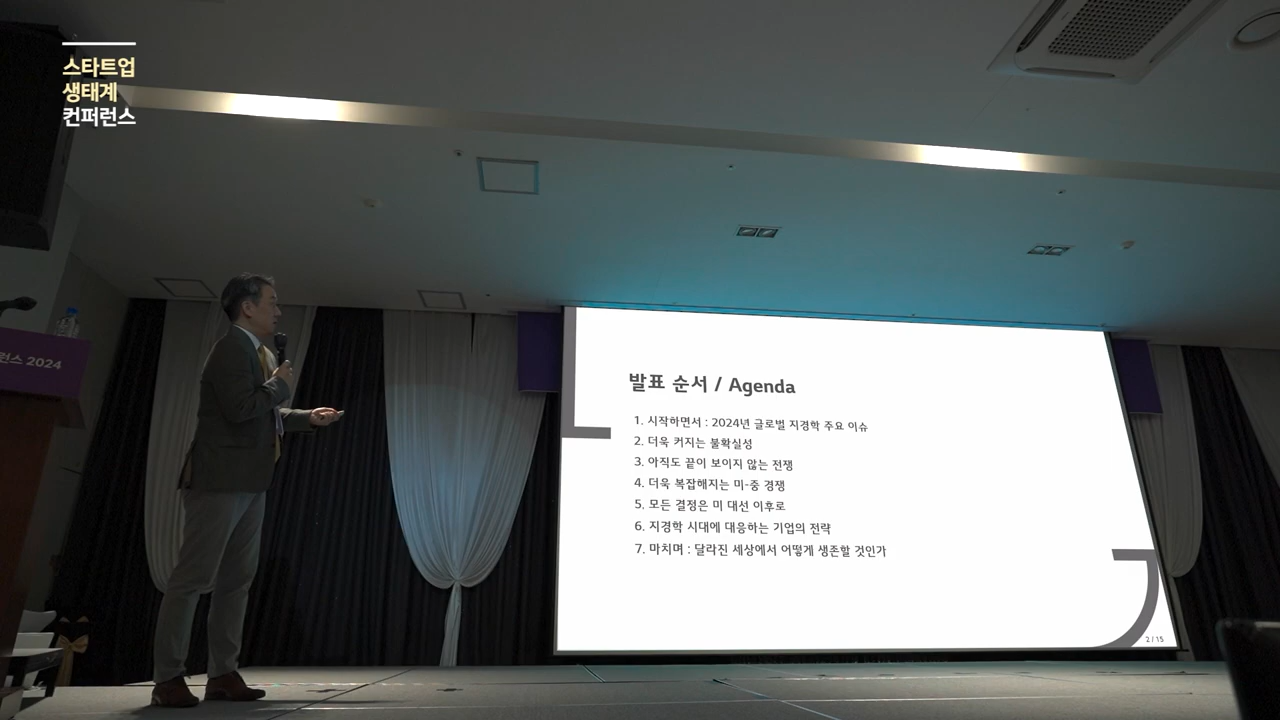 스타트업
생태계
컨퍼런스
런스 2024
발표 순서 / Agenda
1. 시작하면서 : 2024년 글로벌 지경학 주요 이슈
2. 더욱 커지는 불확실성
3. 아직도 끝이 보이지 않는 전쟁
4. 더욱 복잡해지는 미-중 경쟁
5. 모든 결정은 미 대선 이후로
6. 지경학 시대에 대응하는 기업의 전략
7. 마치며 : 달라진 세상에서 어떻게 생존할 것인가
2 / 15